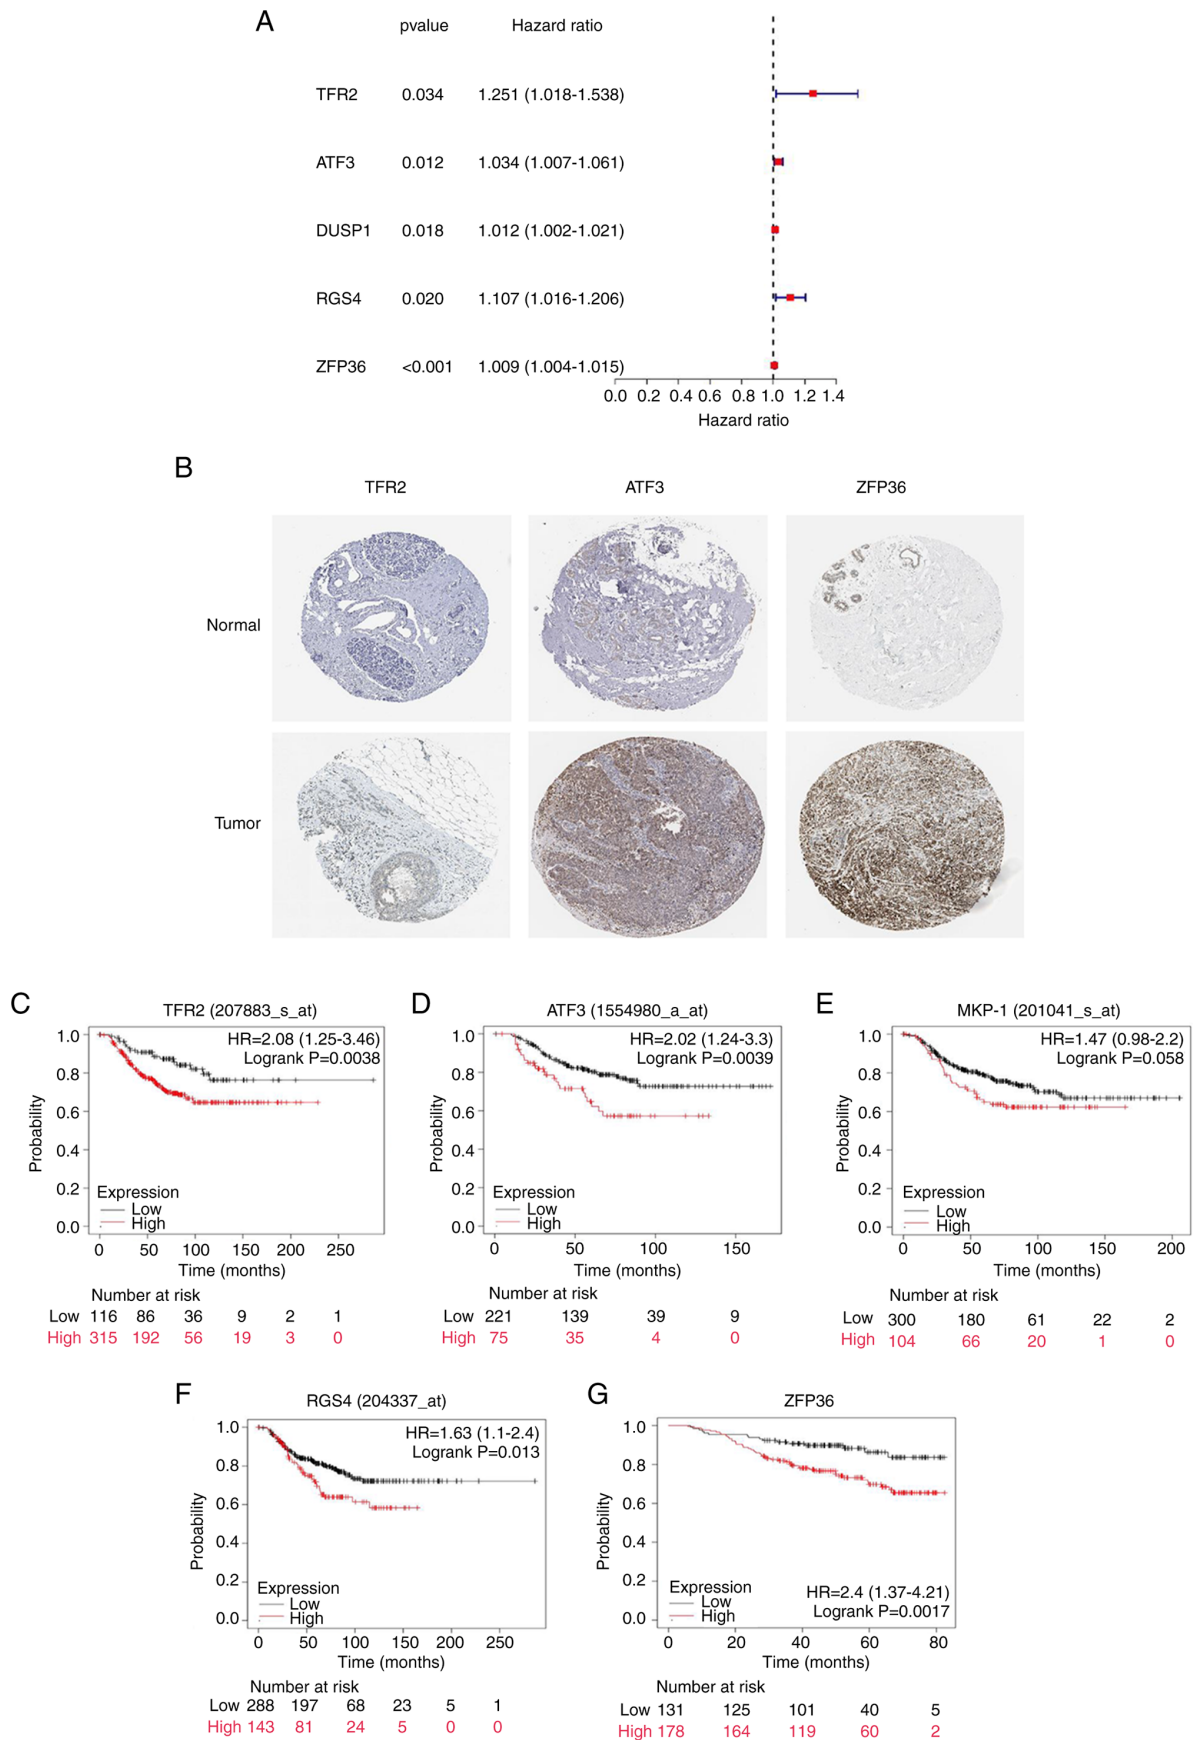 A
pvalue Hazard ratio
TFR2 0.034 1.251 (1.018-1.538)
ATF3 0.012 1.034 (1.007-1.061)
DUSP1 0.018 1.012 (1.002-1.021)
RGS4 0.020 1.107 (1.016-1.206)
ZFP36 <0.001 1.009 (1.004-1.015)
0.0 0.2 0.4 0.6 0.8 1.0 1.2 1.4
Hazard ratio
B
TFR2 ATF3 ZFP36
Normal
Tumor
C
TFR2 (207883_s_at)
HR=2.08 (1.25-3.46)
Logrank P=0.0038
Probability
1.0
0.8
0.6
0.4
0.2
0.0
Expression
Low
High
0 50 100 150 200 250
Time (months)
Number at risk
Low 116 86 36 9 2 1
High 315 192 56 19 3 0
D
ATF3 (1554980_a_at)
HR=2.02 (1.24-3.3)
Logrank P=0.0039
Probability
1.0
0.8
0.6
0.4
0.2
0.0
Expression
Low
High
0 50 100 150
Time (months)
Number at risk
Low 221 139 39 9
High 75 35 4 0
E
MKP-1 (201041_s_at)
HR=1.47 (0.98-2.2)
Logrank P=0.058
Probability
1.0
0.8
0.6
0.4
0.2
0.0
Expression
Low
High
0 50 100 150 200
Time (months)
Number at risk
Low 300 180 61 22 2
High 104 66 20 1 0
F
RGS4 (204337_at)
HR=1.63 (1.1-2.4)
Logrank P=0.013
Probability
1.0
0.8
0.6
0.4
0.2
0.0
Expression
Low
High
0 50 100 150 200 250
Time (months)
Number at risk
Low 288 197 68 23 5 1
High 143 81 24 5 0 0
G
ZFP36
Probability
1.0
0.8
0.6
0.4
0.2
0.0
Expression
Low
High
HR=2.4 (1.37-4.21)
Logrank P=0.0017
0 20 40 60 80
Time (months)
Number at risk
Low 131 125 101 40 5
High 178 164 119 60 2